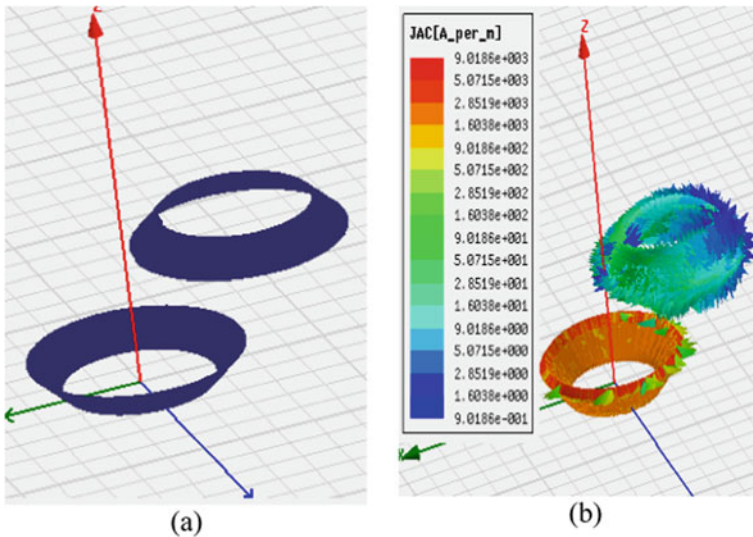 Z
JAC[A_per_m]
9.0186e+003
5.0715e+003
2.8519e+003
1.6038e+003
9.0186e+002
5.0715e+002
2.8519e+002
1.6038e+002
9.0186e+001
5.0715e+001
2.8519e+001
1.6038e+001
9.0186e+000
5.0715e+000
2.8519e+000
1.6038e+000
9.0186e-001
Z
(a)
(b)